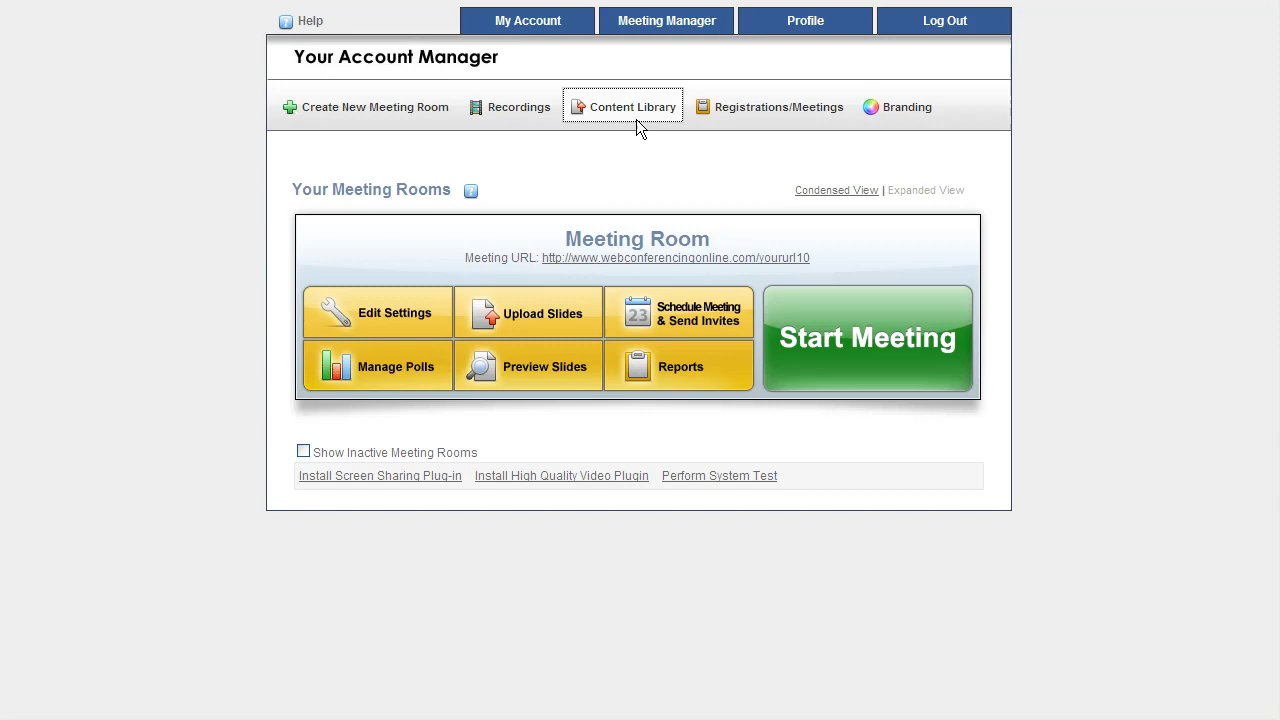 Help
My Account
Meeting Manager
Profile
Log Out
Your Account Manager
Create New Meeting Room
Recordings
Content Library
Registrations/Meetings
Branding
Your Meeting Rooms
Condensed View | Expanded View
Meeting Room
Meeting URL: http://www.webconferencingonline.com/yoururl10
Edit Settings
Upload Slides
23
Schedule Meeting
& Send Invites
Start Meeting
Manage Polls
Preview Slides
Reports
Show Inactive Meeting Rooms
Install Screen Sharing Plug-in
Install High Quality Video Plugin
Perform System Test